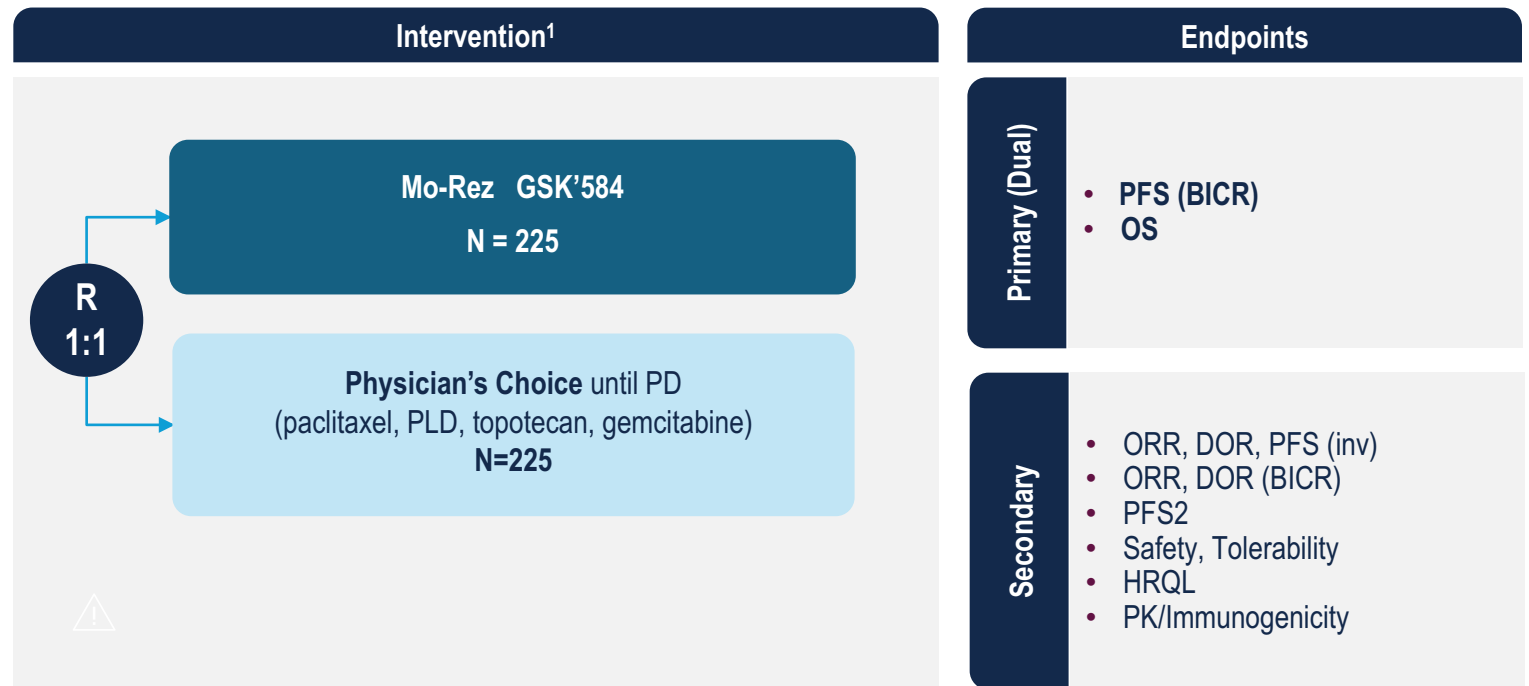 Intervention¹
Mo-Rez GSK'584
N = 225
R
1:1
Physician's Choice until PD
(paclitaxel, PLD, topotecan, gemcitabine)
N=225
Endpoints
Primary (Dual)
• PFS (BICR)
• OS
Secondary
• ORR, DOR, PFS (inv)
• ORR, DOR (BICR)
• PFS2
• Safety, Tolerability
• HRQL
• PK/Immunogenicity